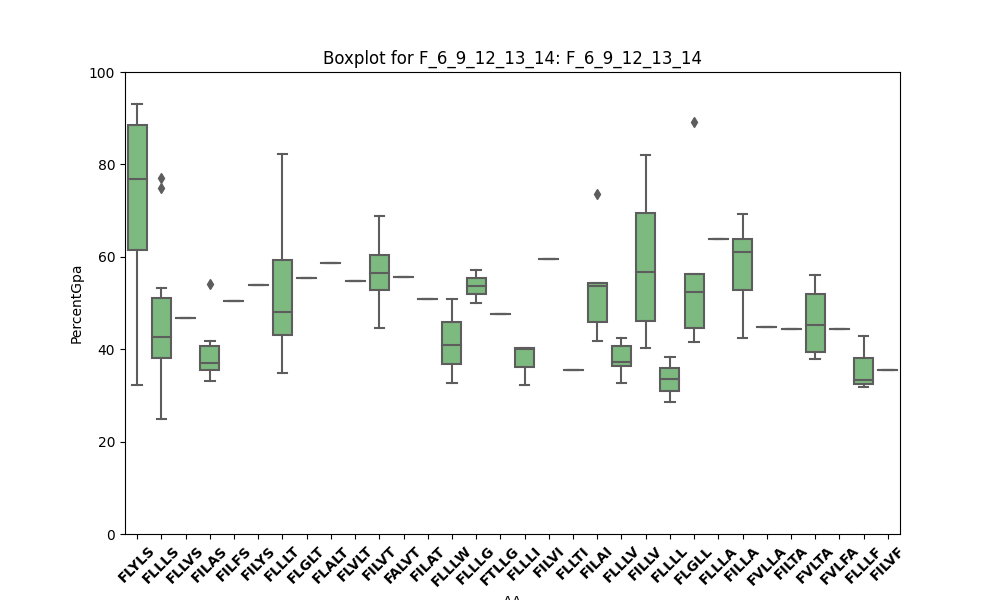 Boxplot for F_6_9_12_13_14: F_6_9_12_13_14
PercentGpa
100
80
60
40
20
0
FLYLS
FLLLS
FLLVS
FILAS
FILFS
FILYS
FLLLT
FLGLT
FLALT
FLVLT
FILVT
FALVT
FILAT
FLLLW
FLLLG
FTLLG
FLLLI
FILVI
FLLTI
FILAI
FLLLV
FILLV
FLLLL
FLGLL
FLLLA
FILLA
FVLLA
FILTA
FVLTA
FVLFA
FLLLF
FILVF
AA